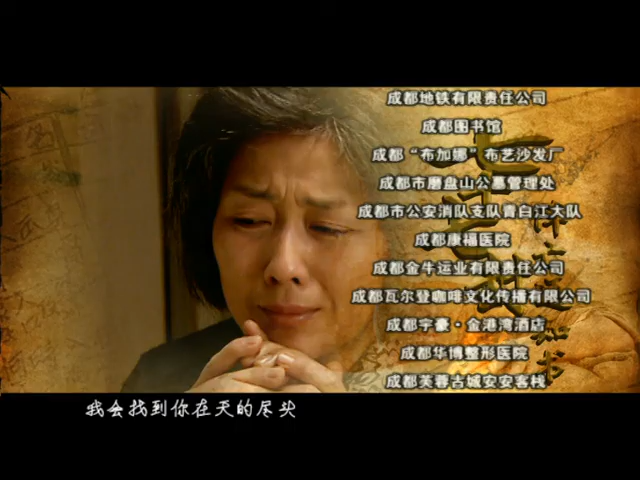 成都地铁有限责任公司
成都图书馆
成都“布加娜”布艺沙发厂
成都市磨盘山公墓管理处
成都市公安消队支队青白江大队
成都康福医院
成都金牛运业有限责任公司
成都瓦尔登咖啡文化传播有限公司
成都宇豪·金港湾酒店
成都华博整形医院
成都芙蓉古城安安客栈
我会找到你在天的尽头